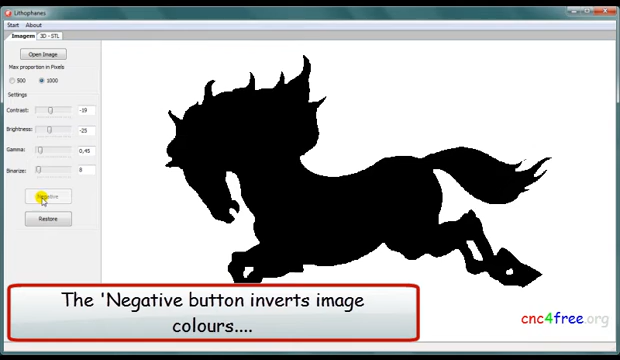 Lithophanes
Start About
Imagem 3D - STL
Open Image
Max proportion in Pixels
500 1000
Settings
Contrast: -19
Brightness: -25
Gamma: 0,45
Binarize: 8
Negative
Restore
The 'Negative button inverts image
colours....
cnc4free.org